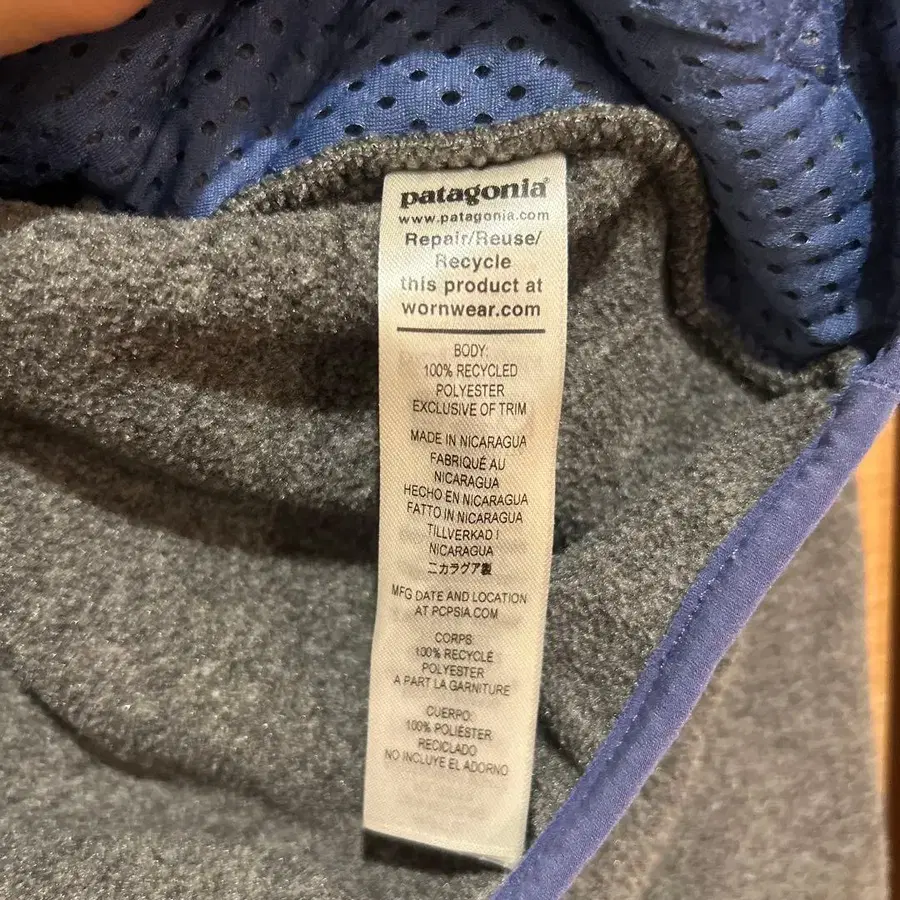 patagonia®
www.patagonia.com
Repair/Reuse/
Recycle
this product at
wornwear.com
BODY:
100% RECYCLED
POLYESTER
EXCLUSIVE OF TRIM
MADE IN NICARAGUA
FABRIQUÉ AU
NICARAGUA
HECHO EN NICARAGUA
FATTO IN NICARAGUA
TILLVERKAD I
NICARAGUA
ニカラグア製
MFG DATE AND LOCATION
AT PCPSIA.COM
CORPS:
100% RECYCLÉ
POLYESTER
A PART LA GARNITURE
CUERPO:
100% POLIÉSTER
RECICLADO
NO INCLUYE EL ADORNO